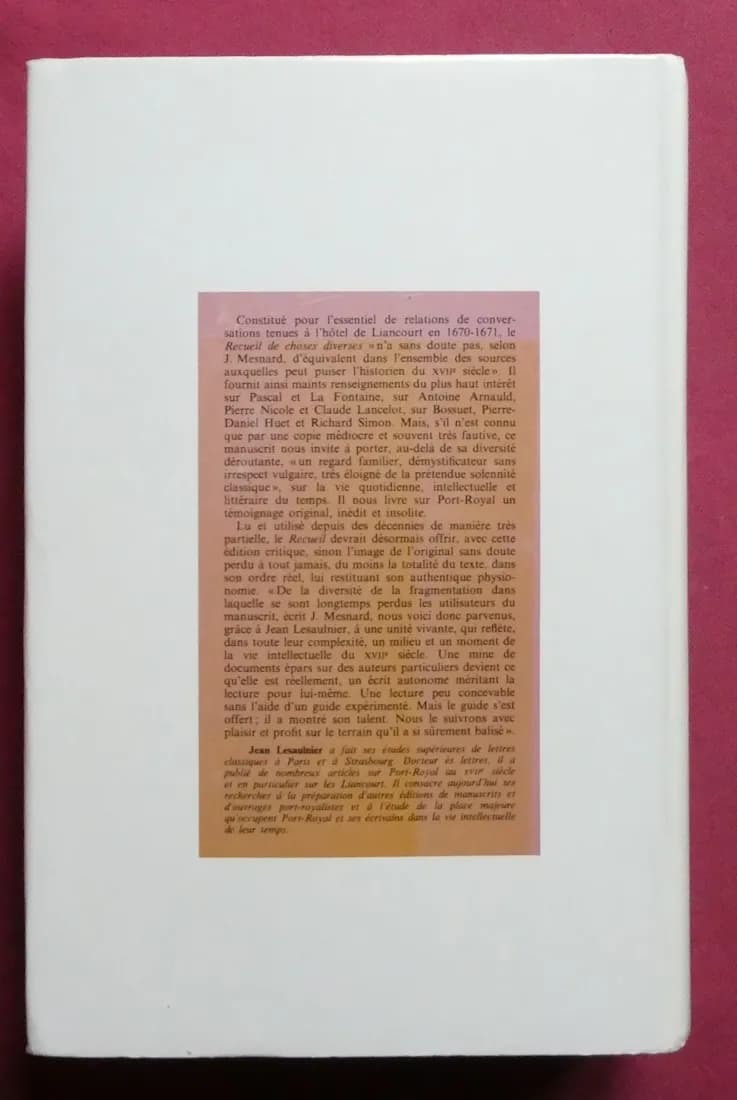 Constitué pour l'essentiel de relations de conver-
sations tenues à l'hôtel de Liancourt en 1670-1671, le
Recueil de choses diverses « n'a sans doute pas, selon
J. Mesnard, d'équivalent dans l'ensemble des sources
auxquelles peut puiser l'historien du XVIIe siècle ». Il
fournit ainsi maints renseignements du plus haut intérêt
sur Pascal et La Fontaine, sur Antoine Arnauld,
Pierre Nicole et Claude Lancelot, sur Bossuet, Pierre-
Daniel Huet et Richard Simon. Mais, s'il n'est connu
que par une copie médiocre et souvent très fautive, ce
manuscrit nous invite à porter, au-delà de sa diversité
déroutante, « un regard familier, démystificateur sans
irrespect vulgaire, très éloigné de la prétendue solennité
classique », sur la vie quotidienne, intellectuelle et
littéraire du temps. Il nous livre sur Port-Royal un
témoignage original, inédit et insolite.
Lu et utilisé depuis des décennies de manière très
partielle, le Recueil devrait désormais offrir, avec cette
édition critique, sinon l'image de l'original sans doute
perdu à tout jamais, du moins la totalité du texte, dans
son ordre réel, lui restituant son authentique physio-
nomie. « De la diversité de la fragmentation dans
laquelle se sont longtemps perdus les utilisateurs du
manuscrit, écrit J. Mesnard, nous voici donc parvenus,
grâce à Jean Lesaulnier, à une unité vivante, qui reflète,
dans toute leur complexité, un milieu et un moment de
la vie intellectuelle du XVIIe siècle. Une mine de
documents épars sur des auteurs particuliers devient ce
qu'elle est réellement, un écrit autonome méritant la
lecture pour lui-même. Une lecture peu concevable
sans l'aide d'un guide expérimenté. Mais le guide s'est
offert ; il a montré son talent. Nous le suivrons avec
plaisir et profit sur le terrain qu'il a si sûrement balisé ».
Jean Lesaulnier a fait ses études supérieures de lettres
classiques à Paris et à Strasbourg. Docteur ès lettres, il a
publié de nombreux articles sur Port-Royal au XVIIe siècle
et en particulier sur les Liancourt. Il consacre aujourd'hui ses
recherches à la préparation d'autres éditions de manuscrits et
d'ouvrages port-royalistes et à l'étude de la place majeure
qu'occupent Port-Royal et ses écrivains dans la vie intellectuelle
de leur temps.